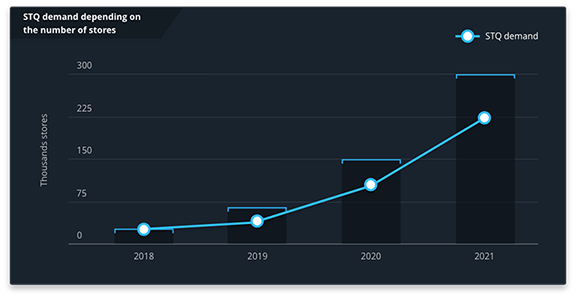 STQ demand depending on
the number of stores
STQ demand
Thousands stores
300
225
150
75
0
2018 2019 2020 2021